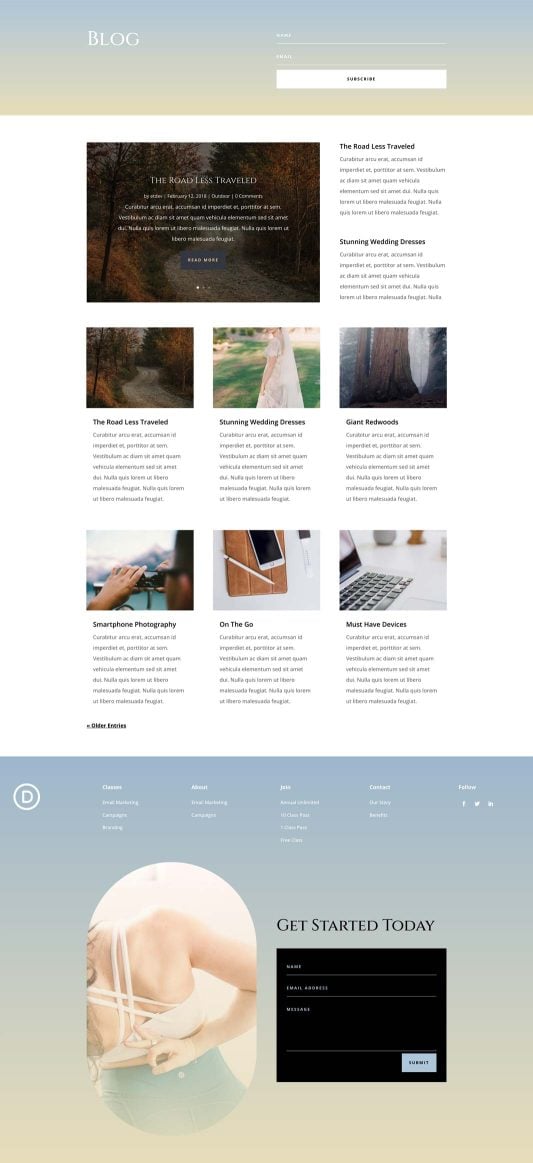 Blog
NAME
EMAIL
SUBSCRIBE
The Road Less Traveled
by etdev | February 12, 2018 | Outdoor | 0 Comments
Curabitur arcu erat, accumsan id imperdiet et, porttitor at sem.
Vestibulum ac diam sit amet quam vehicula elementum sed sit amet
dui. Nulla quis lorem ut libero malesuada feugiat. Nulla quis lorem ut
libero malesuada feugiat.
READ MORE
The Road Less Traveled
Curabitur arcu erat, accumsan id
imperdiet et, porttitor at sem. Vestibulum
ac diam sit amet quam vehicula
elementum sed sit amet dui. Nulla quis
lorem ut libero malesuada feugiat. Nulla
quis lorem ut libero malesuada feugiat.
Stunning Wedding Dresses
Curabitur arcu erat, accumsan id
imperdiet et, porttitor at sem. Vestibulum
ac diam sit amet quam vehicula
elementum sed sit amet dui. Nulla quis
lorem ut libero malesuada feugiat. Nulla
The Road Less Traveled
Curabitur arcu erat, accumsan id
imperdiet et, porttitor at sem.
Vestibulum ac diam sit amet quam
vehicula elementum sed sit amet
dui. Nulla quis lorem ut libero
malesuada feugiat. Nulla quis lorem
ut libero malesuada feugiat.
Stunning Wedding Dresses
Curabitur arcu erat, accumsan id
imperdiet et, porttitor at sem.
Vestibulum ac diam sit amet quam
vehicula elementum sed sit amet
dui. Nulla quis lorem ut libero
malesuada feugiat. Nulla quis lorem
ut libero malesuada feugiat.
Giant Redwoods
Curabitur arcu erat, accumsan id
imperdiet et, porttitor at sem.
Vestibulum ac diam sit amet quam
vehicula elementum sed sit amet
dui. Nulla quis lorem ut libero
malesuada feugiat. Nulla quis lorem
ut libero malesuada feugiat.
Smartphone Photography
Curabitur arcu erat, accumsan id
imperdiet et, porttitor at sem.
Vestibulum ac diam sit amet quam
vehicula elementum sed sit amet
dui. Nulla quis lorem ut libero
malesuada feugiat. Nulla quis lorem
ut libero malesuada feugiat.
On The Go
Curabitur arcu erat, accumsan id
imperdiet et, porttitor at sem.
Vestibulum ac diam sit amet quam
vehicula elementum sed sit amet
dui. Nulla quis lorem ut libero
malesuada feugiat. Nulla quis lorem
ut libero malesuada feugiat.
Must Have Devices
Curabitur arcu erat, accumsan id
imperdiet et, porttitor at sem.
Vestibulum ac diam sit amet quam
vehicula elementum sed sit amet
dui. Nulla quis lorem ut libero
malesuada feugiat. Nulla quis lorem
ut libero malesuada feugiat.
« Older Entries
D
Classes
Email Marketing
Campaigns
Branding
About
Email Marketing
Campaigns
Join
Annual Unlimited
10 Class Pass
1 Class Pass
Free Class
Contact
Our Story
Benefits
Follow
Get Started Today
NAME
EMAIL ADDRESS
MESSAGE
SUBMIT